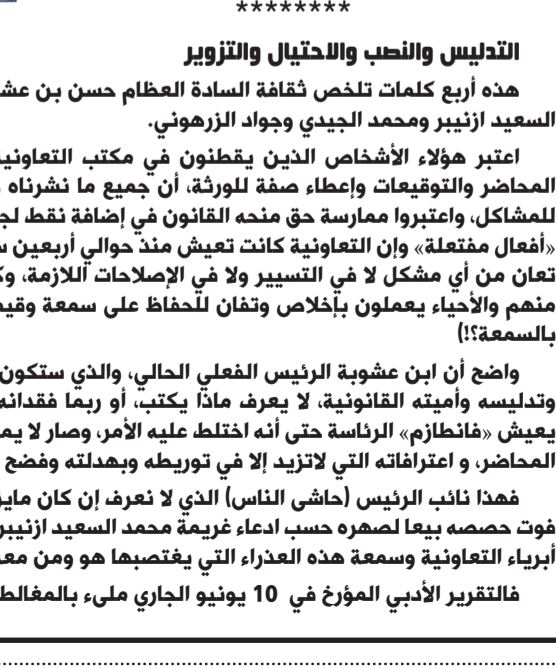 ********
التدليس والنصب والاحتيال والتزوير
هذه أربع كلمات تلخص ثقافة السادة العظام حسن بن عش
السعيد ازنيبر ومحمد الجيدي وجواد الزرهوني.
اعتبر هؤلاء الأشخاص الذين يقطنون في مكتب التعاوني
المحاضر والتوقيعات وإعطاء صفة للورثة، أن جميع ما نشرناه
للمشاكل، واعتبروا ممارسة حق منحه القانون في إضافة نقط لج
«أفعال مفتعلة» وإن التعاونية كانت تعيش منذ حوالي أربعين س
تعان من أي مشكل لا في التسيير ولا في الإصلاحات اللازمة، وك
منهم والأحياء يعملون بإخلاص وتفان للحفاظ على سمعة وقيم
بالسمعة؟!)
واضح أن ابن عشوبة الرئيس الفعلي الحالي، والذي ستكون
وتدليسه وأميته القانونية، لا يعرف ماذا يكتب، أو ربما فقدانه
يعيش «فانطازم» الرئاسة حتى أنه اختلط عليه الأمر، وصار لا يم
المحاضر، و اعترافاته التي لاتزيد إلا في توريطه وبهدلته وفضح
فهذا نائب الرئيس (حاشى الناس) الذي لا نعرف إن كان ماير
فوت حصصه بيعا لصهره حسب ادعاء غريمة محمد السعيد ازنيبر
أبرياء التعاونية وسمعة هذه العذراء التي يغتصبها هو ومن مع
فالتقرير الأدبي المؤرخ في 10 يونيو الجاري مليء بالمغالط